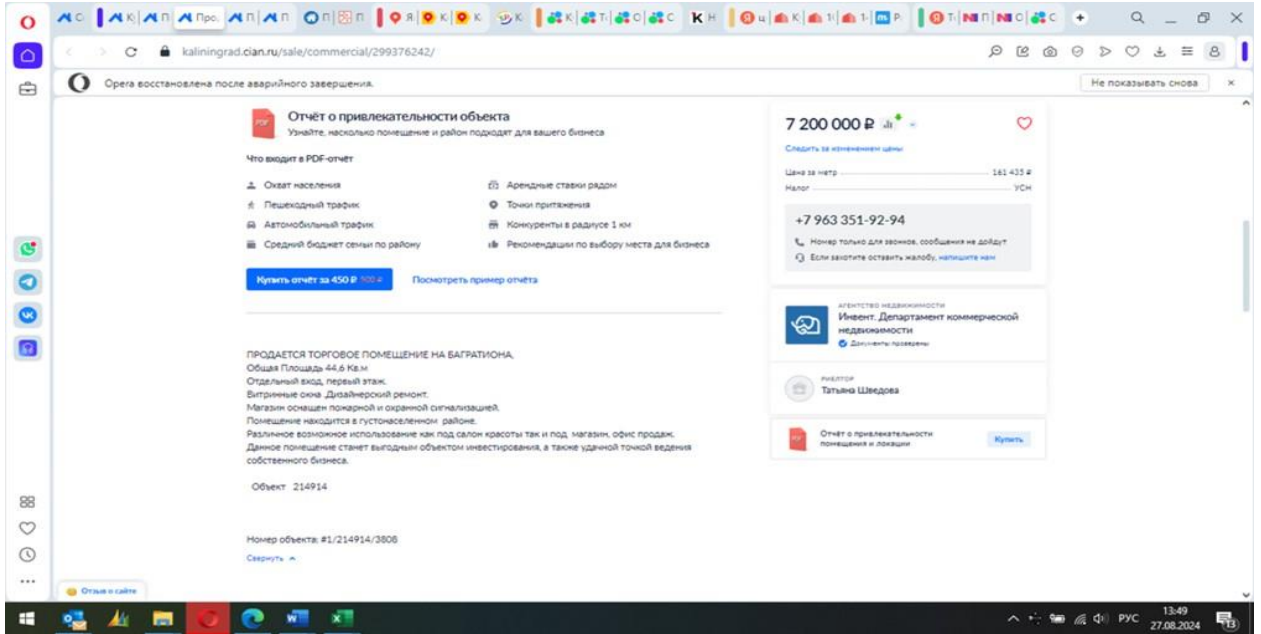 kaliningrad.cian.ru/sale/commercial/299376242/
Opera восстановлена после аварийного завершения.
Не показывать снова
Отчёт о привлекательности объекта
Узнайте, насколько помещение и район подходят для вашего бизнеса
Что входит в PDF-отчёт
Охват населения
Арендные ставки рядом
Пешеходный трафик
Точки притяжения
Автомобильный трафик
Конкуренты в радиусе 1 км
Средний бюджет семьи по району
Рекомендации по выбору места для бизнеса
Купить отчёт за 450 ₽
Посмотреть пример отчёта
ПРОДАЕТСЯ ТОРГОВОЕ ПОМЕЩЕНИЕ НА БАГРАТИОНА,
Общая Площадь 44,6 Кв.м
Отдельный вход, первый этаж.
Витринные окна .Дизайнерский ремонт.
Магазин оснащен пожарной и охранной сигнализацией.
Помещение находится в густонаселенном районе.
Различное возможное использование как под салон красоты так и под магазин, офис продаж.
Данное помещение станет выгодным объектом инвестирования, а также удачной точкой ведения
собственного бизнеса.
Объект 214914
Номер объекта: #1/214914/3808
Свернуть
7 200 000 ₽
Следить за изменением цены
Цена за метр 161 435 ₽
Налог УСН
+7 963 351-92-94
Номер только для звонков, сообщения не дойдут
Если захотите оставить жалобу, напишите нам
АГЕНТСТВО НЕДВИЖИМОСТИ
Инвент. Департамент коммерческой
недвижимости
Документы проверены
РИЕЛТОР
Татьяна Шведова
Отчёт о привлекательности
помещения и локации
Купить
Отзыв о сайте
РУС
13:49
27.08.2024